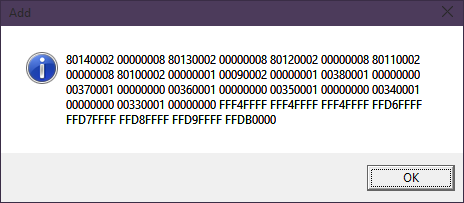 Add
80140002 00000008 80130002 00000008 80120002 00000008 80110002
00000008 80100002 00000001 00090002 00000001 00380001 00000000
00370001 00000000 00360001 00000000 00350001 00000000 00340001
00000000 00330001 00000000 FFF4FFFF FFF4FFFF FFF4FFFF FFD6FFFF
FFD7FFFF FFD8FFFF FFD9FFFF FFDB0000
OK